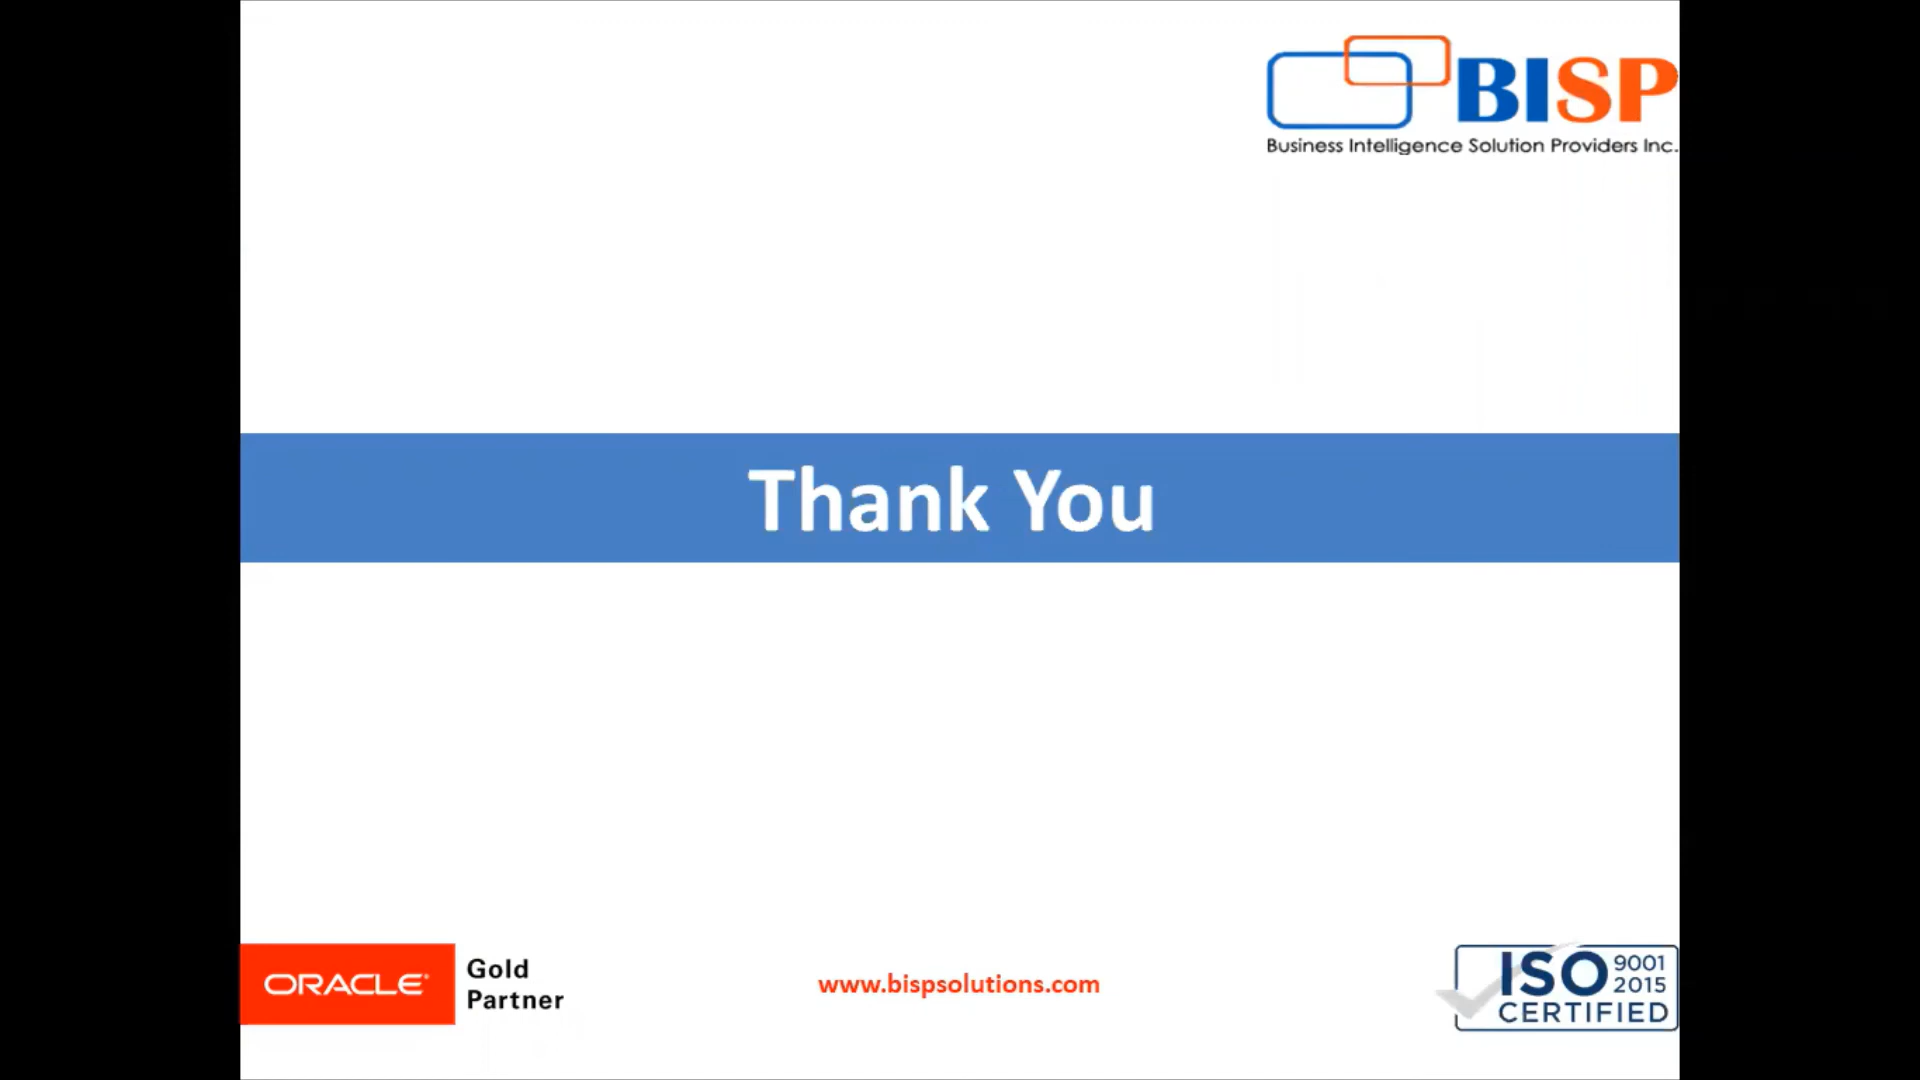 BISP
Business Intelligence Solution Providers Inc.
Thank You
ORACLE® Gold
Partner
www.bispsolutions.com
ISO 9001
2015
CERTIFIED